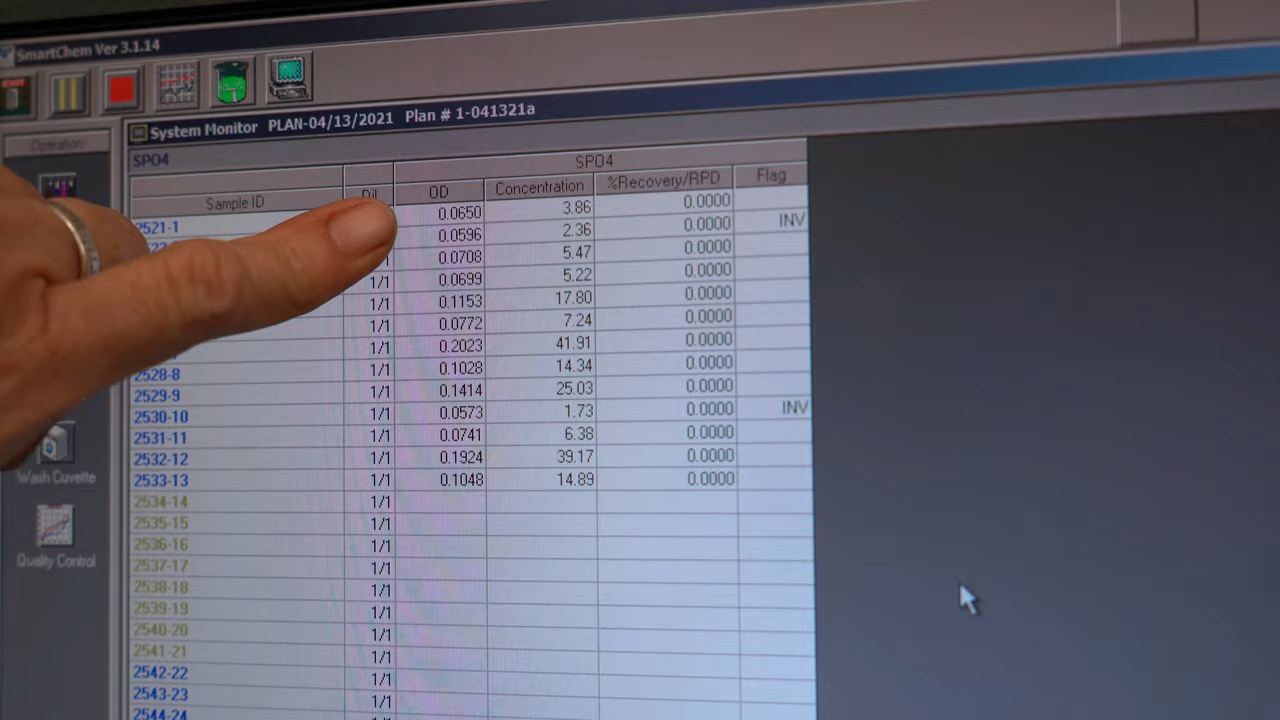 SmartChem Ver 3.1.14
Operation
System Monitor PLAN-04/13/2021 Plan # 1-041321a
SPO4
SPO4
Sample ID Dil OD Concentration %Recovery/RPD Flag
2521-1 0.0650 3.86 0.0000
0.0596 2.36 0.0000 INV
0.0708 5.47 0.0000
1/1 0.0699 5.22 0.0000
1/1 0.1153 17.80 0.0000
1/1 0.0772 7.24 0.0000
1/1 0.2023 41.91 0.0000
2528-8 1/1 0.1028 14.34 0.0000
2529-9 1/1 0.1414 25.03 0.0000
2530-10 1/1 0.0573 1.73 0.0000 INV
2531-11 1/1 0.0741 6.38 0.0000
2532-12 1/1 0.1924 39.17 0.0000
2533-13 1/1 0.1048 14.89 0.0000
2534-14 1/1
2535-15 1/1
2536-16 1/1
2537-17 1/1
2538-18 1/1
2539-19 1/1
2540-20 1/1
2541-21 1/1
2542-22 1/1
2543-23 1/1
2544-24 1/1
Wash Cuvette
Quality Control